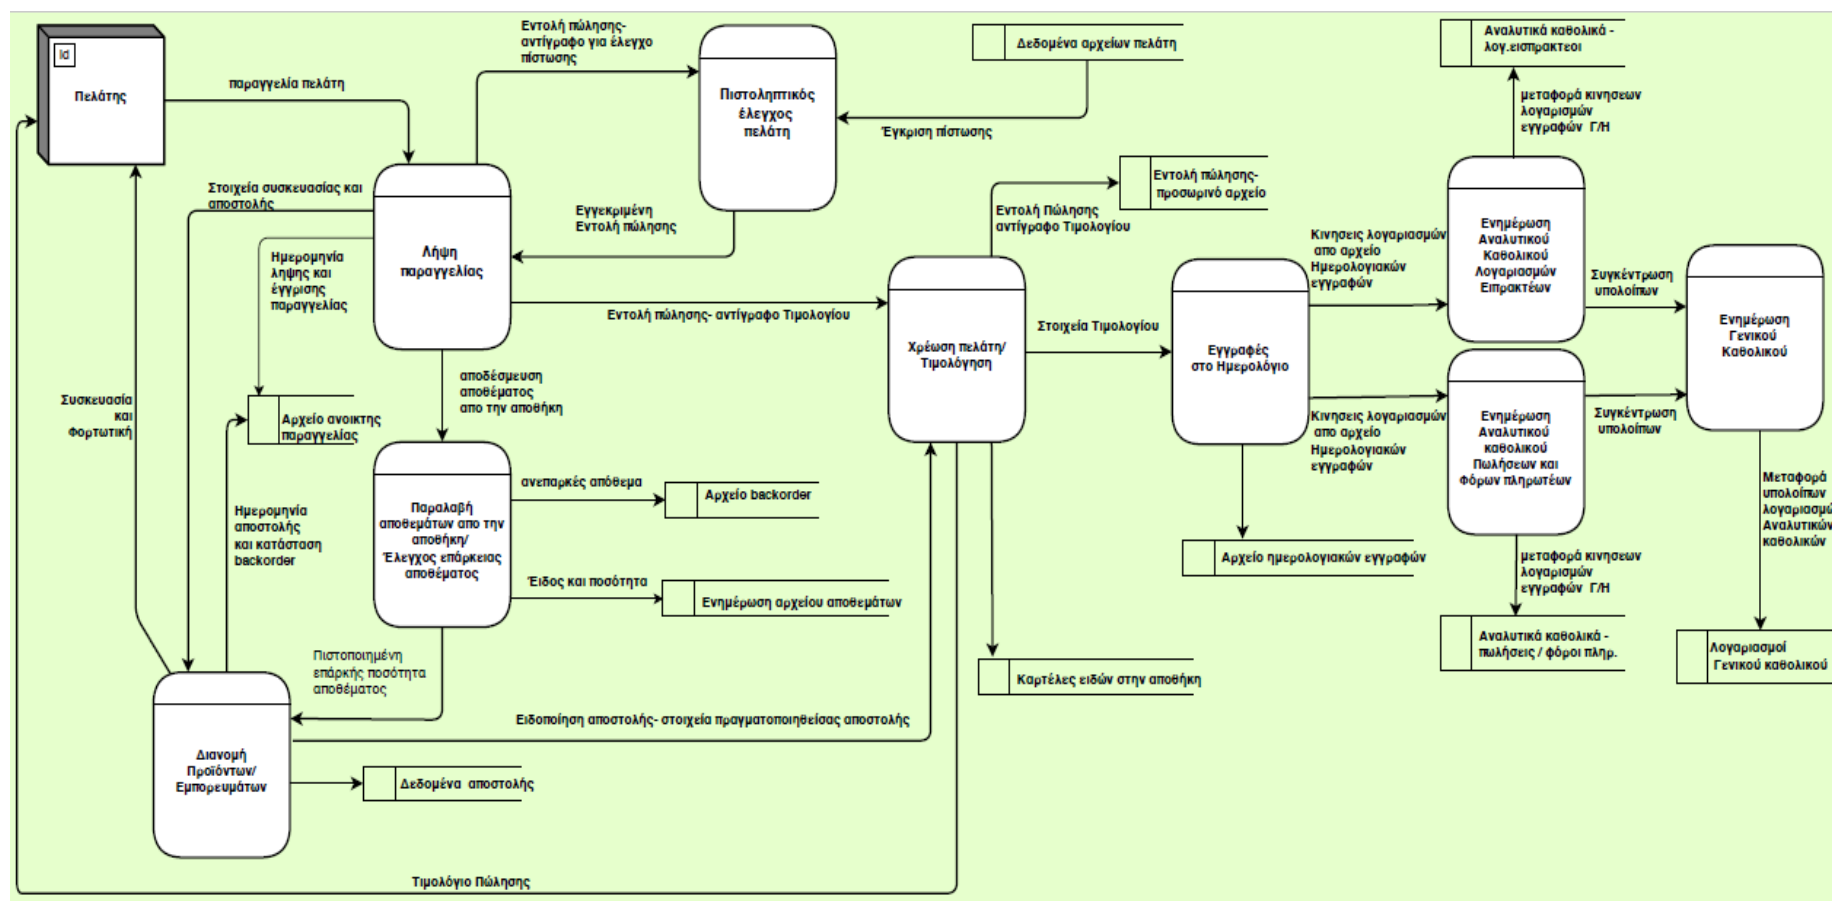 Id
Πελάτης
παραγγελία πελάτη
Εντολή πώλησης-
αντίγραφο για έλεγχο
πίστωσης
Πιστοληπτικός
έλεγχος
πελάτη
Δεδομένα αρχείων πελάτη
Έγκριση πίστωσης
Εγγεκριμένη
Εντολή πώλησης
Στοιχεία συσκευασίας και
αποστολής
Λήψη
παραγγελίας
Ημερομηνία
ληψης και
έγγρισης
παραγγελίας
Εντολή πώλησης- αντίγραφο Τιμολογίου
αποδέσμευση
αποθέματος
απο την αποθήκη
Συσκευασία
και
Φορτωτική
Αρχείο ανοικτης
παραγγελίας
Ημερομηνία
αποστολής
και κατάσταση
backorder
Παραλαβή
αποθεμάτων απο την
αποθήκη/
Έλεγχος επάρκειας
αποθέματος
ανεπαρκές απόθεμα
Αρχείο backorder
Έιδος και ποσότητα
Ενημέρωση αρχείου αποθεμάτων
Πιστοποιημένη
επάρκής ποσότητα
αποθέματος
Διανομή
Προϊόντων/
Εμπορευμάτων
Δεδομένα αποστολής
Ειδοποίηση αποστολής- στοιχεία πραγματοποιηθείσας αποστολής
Τιμολόγιο Πώλησης
Χρέωση πελάτη/
Τιμολόγηση
Εντολή Πώλησης
αντίγραφο Τιμολογίου
Εντολή πώλησης-
προσωρινό αρχείο
Καρτέλες ειδών στην αποθήκη
Στοιχεία Τιμολογίου
Εγγραφές
στο Ημερολόγιο
Αρχείο ημερολογιακών εγγραφών
Κινησεις λογαριασμών
απο αρχείο
Ημερολογιακών
εγγραφών
Κινησεις λογαριασμών
απο αρχείο
Ημερολογιακών
εγγραφών
Αναλυτικά καθολικά -
λογ.εισπρακτεοι
μεταφορά κινησεων
λογαρισμών
εγγραφών Γ/Η
Ενημέρωση
Αναλυτικού
Καθολικού
Λογαριασμών
Ειπρακτέων
Ενημέρωση
Αναλυτικού
καθολικού
Πωλήσεων και
Φόρων πληρωτέων
μεταφορά κινησεων
λογαρισμών
εγγραφών Γ/Η
Αναλυτικά καθολικά -
πωλήσεις / φόροι πληρ.
Συγκέντρωση
υπολοίπων
Συγκέντρωση
υπολοίπων
Ενημέρωση
Γενικού
Καθολικού
Μεταφορά
υπολοίπων
λογαριασμώ
Αναλυτικών
καθολικών
Λογαριασμοί
Γενικού καθολικού